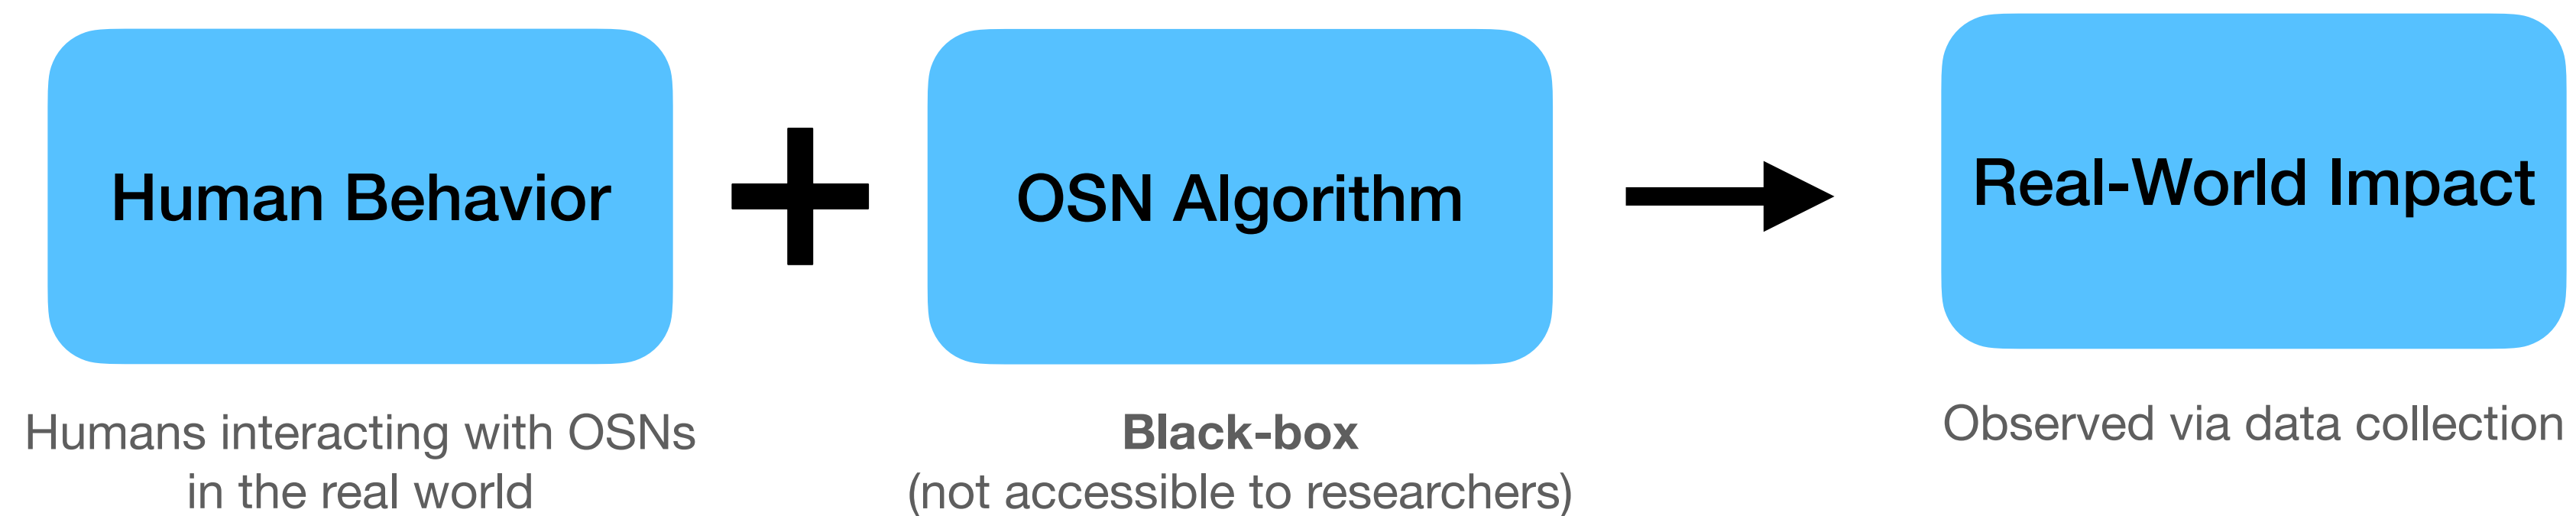 Human Behavior
OSN Algorithm
Real-World Impact
Humans interacting with OSNs
in the real world
Black-box
(not accessible to researchers)
Observed via data collection